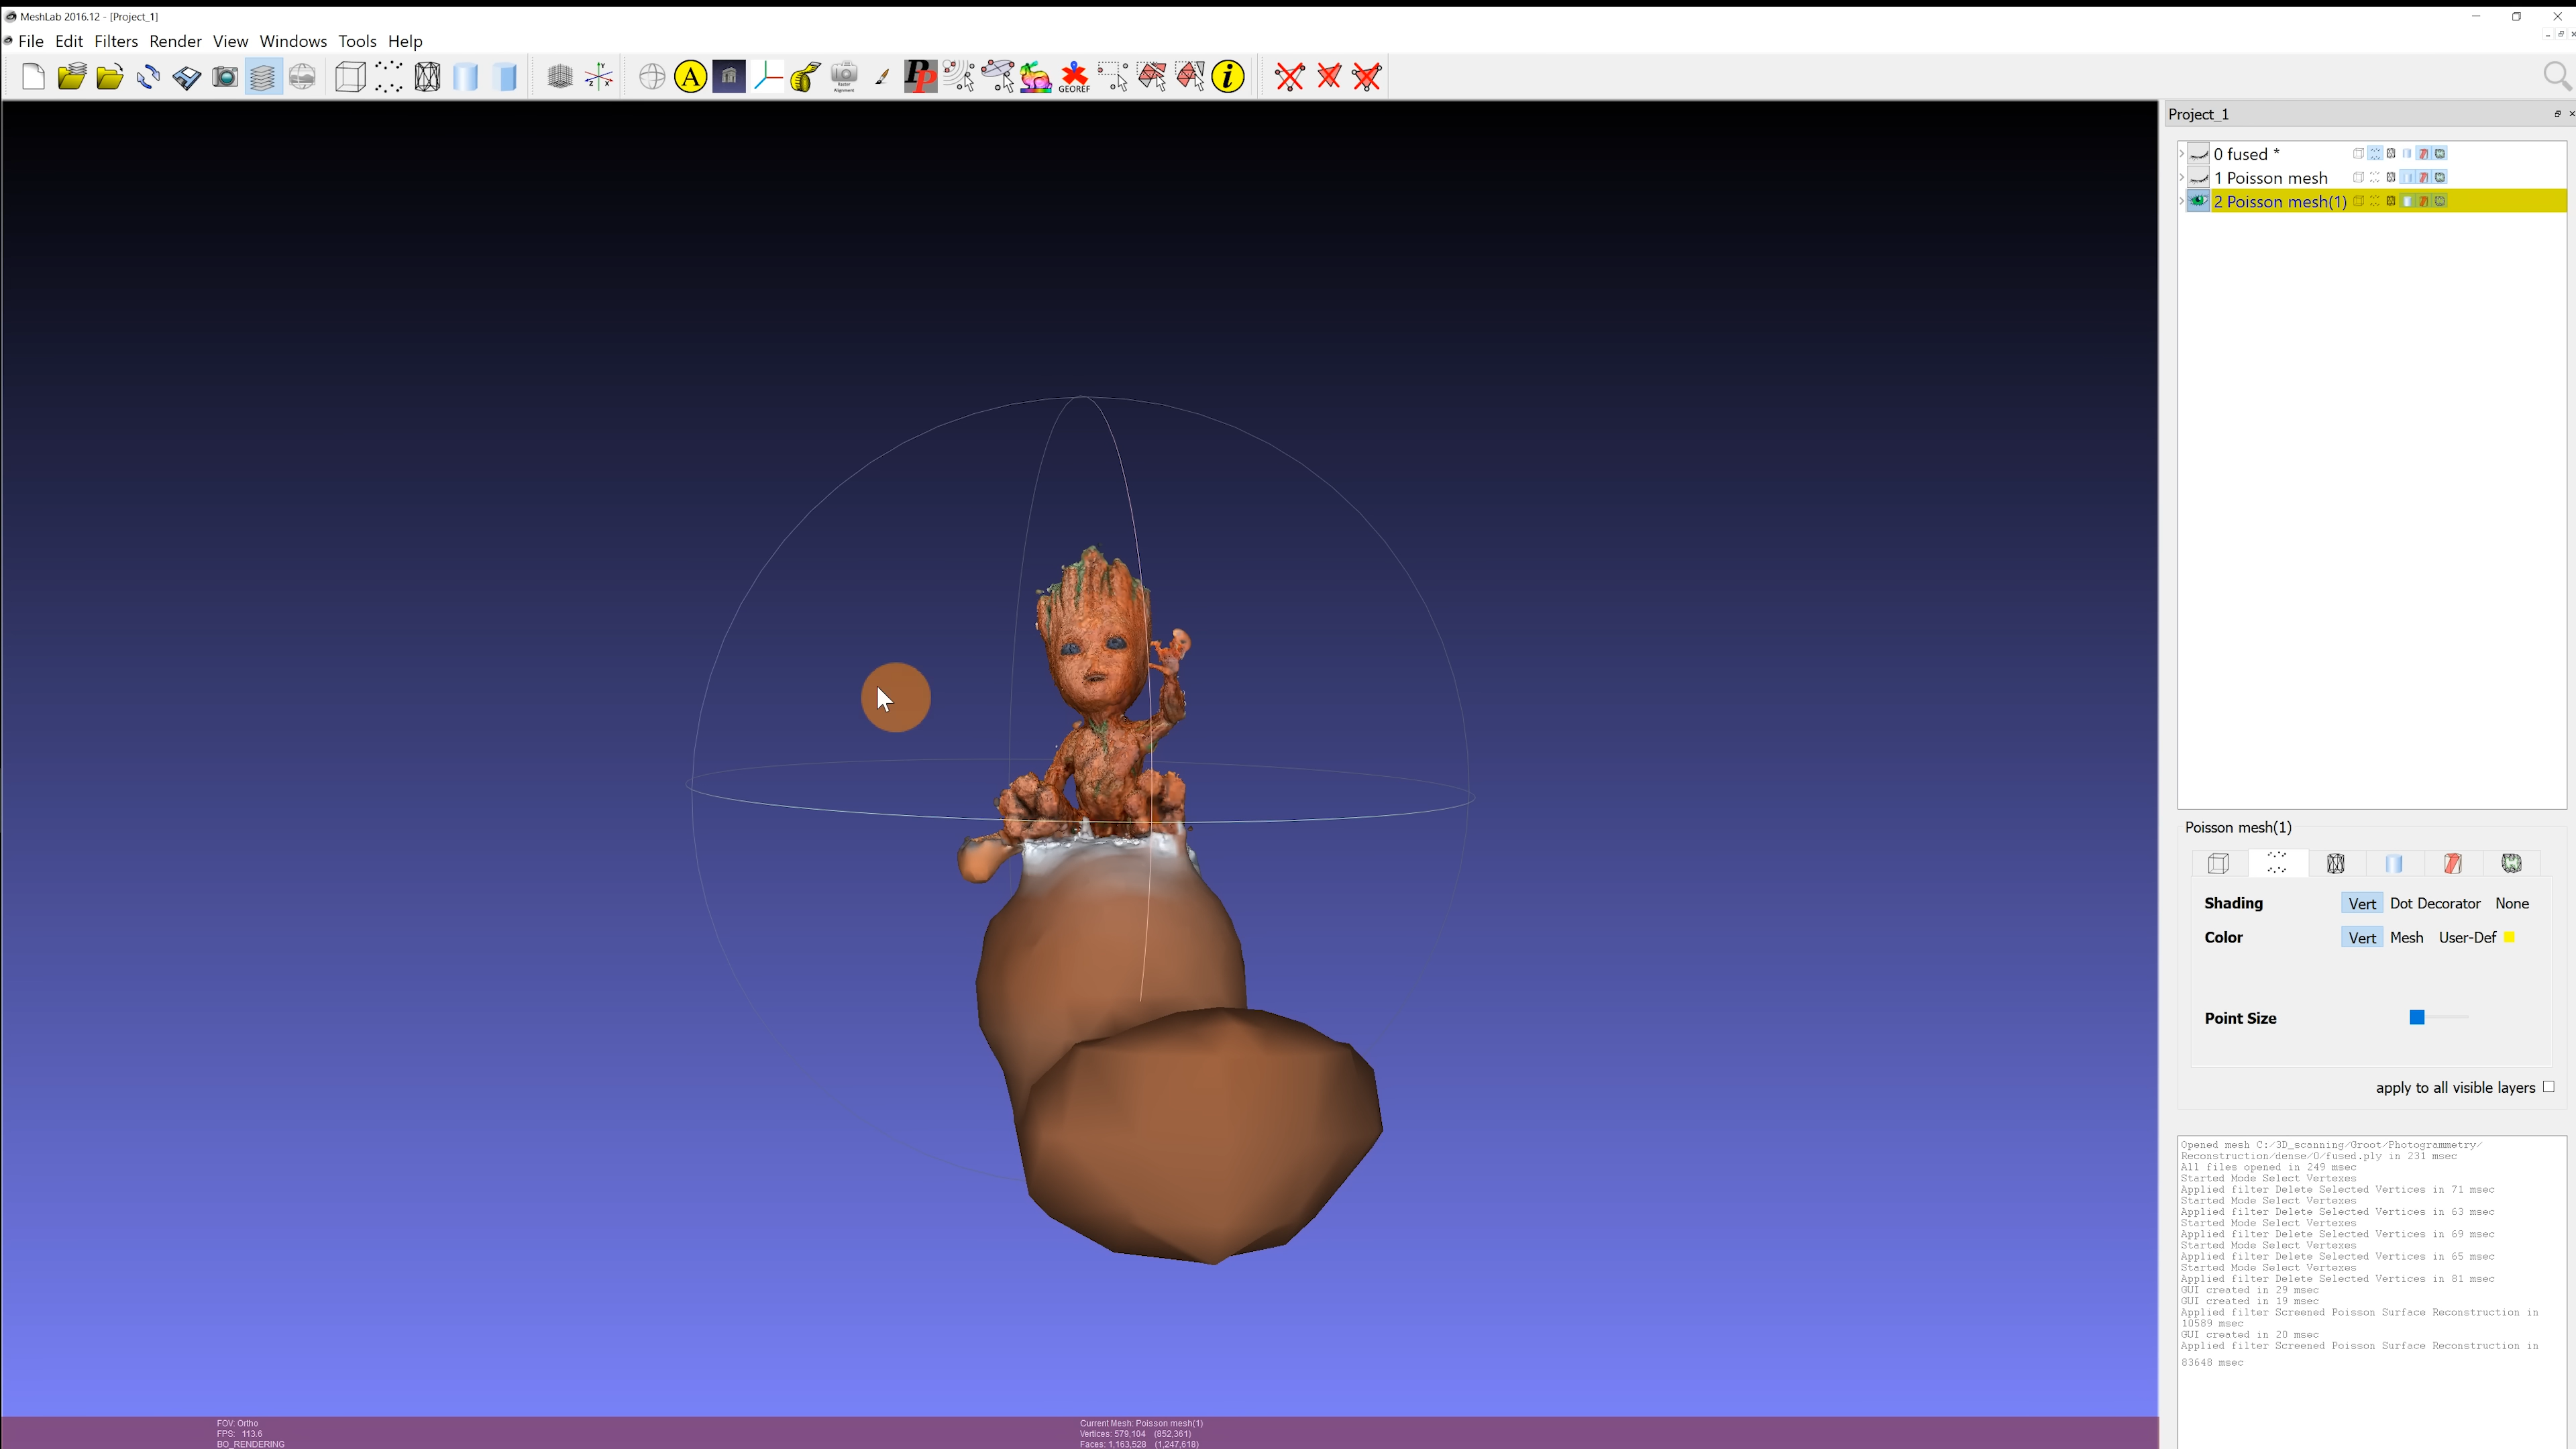 MeshLab 2016.12 - [Project_1]
File Edit Filters Render View Windows Tools Help
A PP GEOREF i
Raster
Alignment
Project_1
0 fused *
1 Poisson mesh
2 Poisson mesh(1)
Poisson mesh(1)
Shading Vert Dot Decorator None
Color Vert Mesh User-Def
Point Size
apply to all visible layers
Opened mesh C:/3D_scanning/Groot/Photogrammetry/
Reconstruction/dense/0/fused.ply in 231 msec
All files opened in 249 msec
Started Mode Select Vertexes
Applied filter Delete Selected Vertices in 71 msec
Started Mode Select Vertexes
Applied filter Delete Selected Vertices in 63 msec
Started Mode Select Vertexes
Applied filter Delete Selected Vertices in 69 msec
Started Mode Select Vertexes
Applied filter Delete Selected Vertices in 65 msec
Started Mode Select Vertexes
Applied filter Delete Selected Vertices in 81 msec
GUI created in 29 msec
GUI created in 19 msec
Applied filter Screened Poisson Surface Reconstruction in
10589 msec
GUI created in 20 msec
Applied filter Screened Poisson Surface Reconstruction in
83648 msec
FOV: Ortho
FPS: 113.6
BO_RENDERING
Current Mesh: Poisson mesh(1)
Vertices: 579,104 (852,361)
Faces: 1,163,528 (1,247,618)